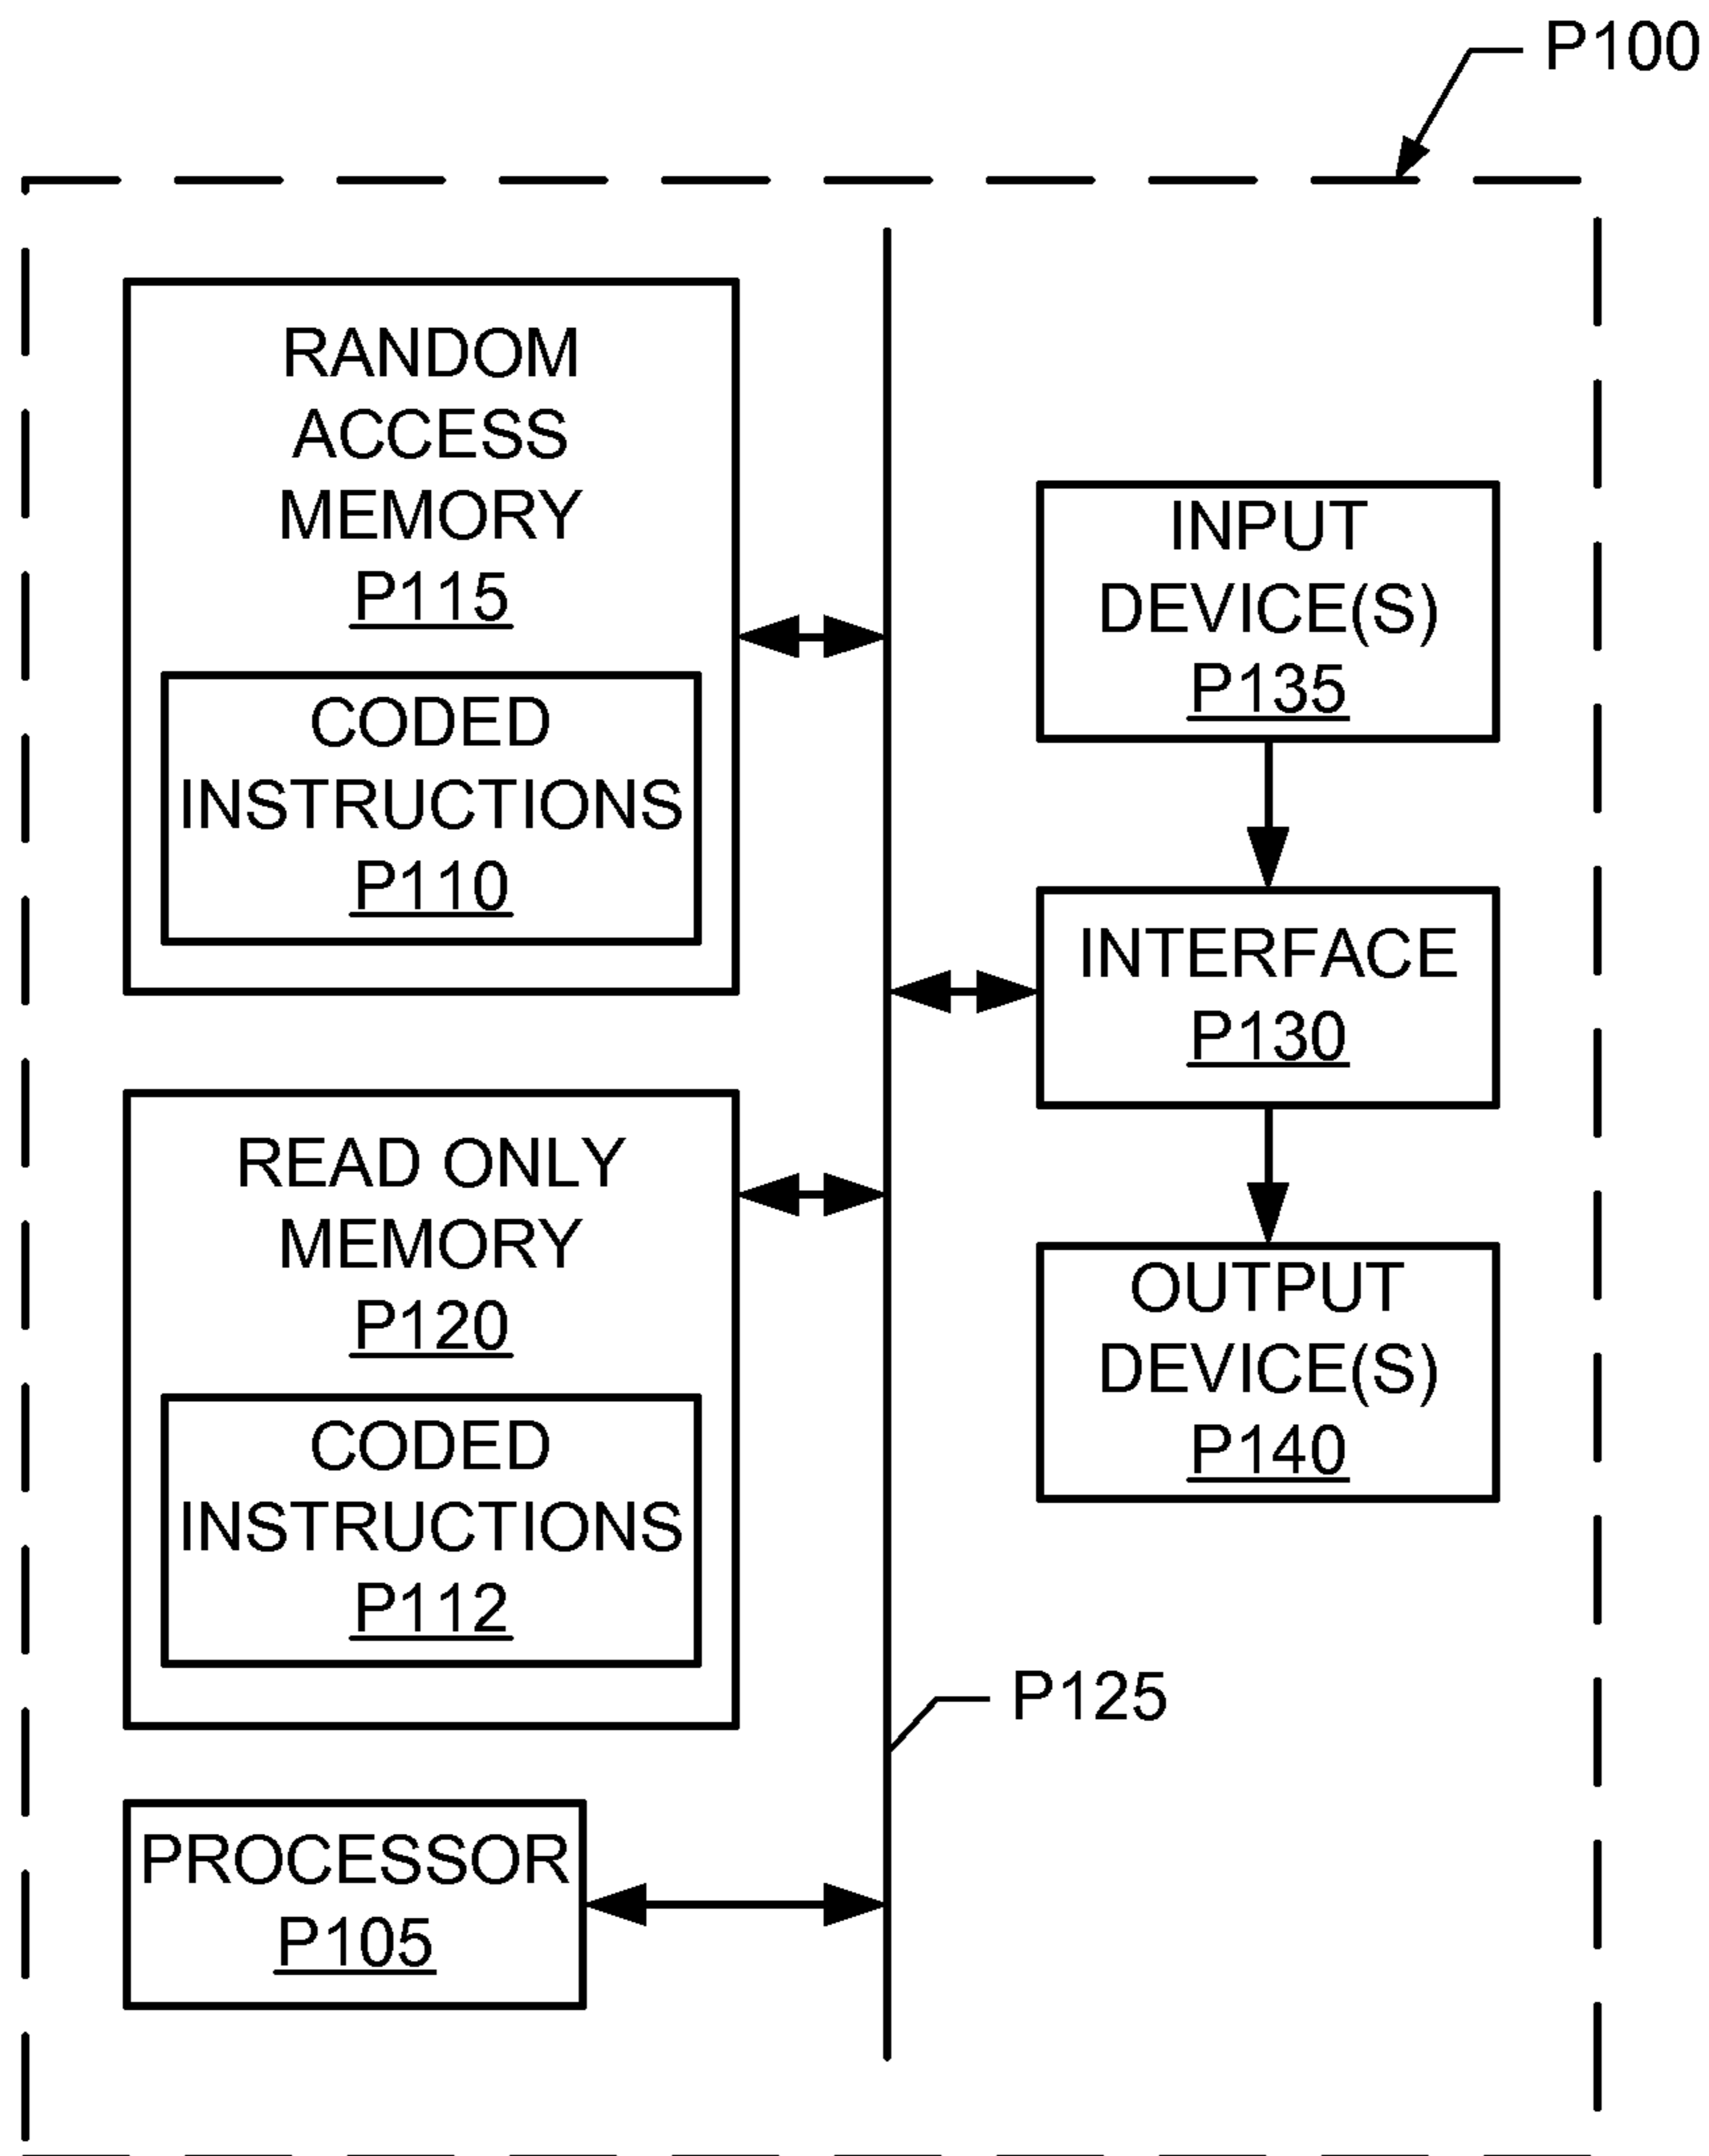 P100
RANDOM
ACCESS
MEMORY
P115
CODED
INSTRUCTIONS
P110
READ ONLY
MEMORY
P120
CODED
INSTRUCTIONS
P112
PROCESSOR
P105
INPUT
DEVICE(S)
P135
INTERFACE
P130
OUTPUT
DEVICE(S)
P140
P125